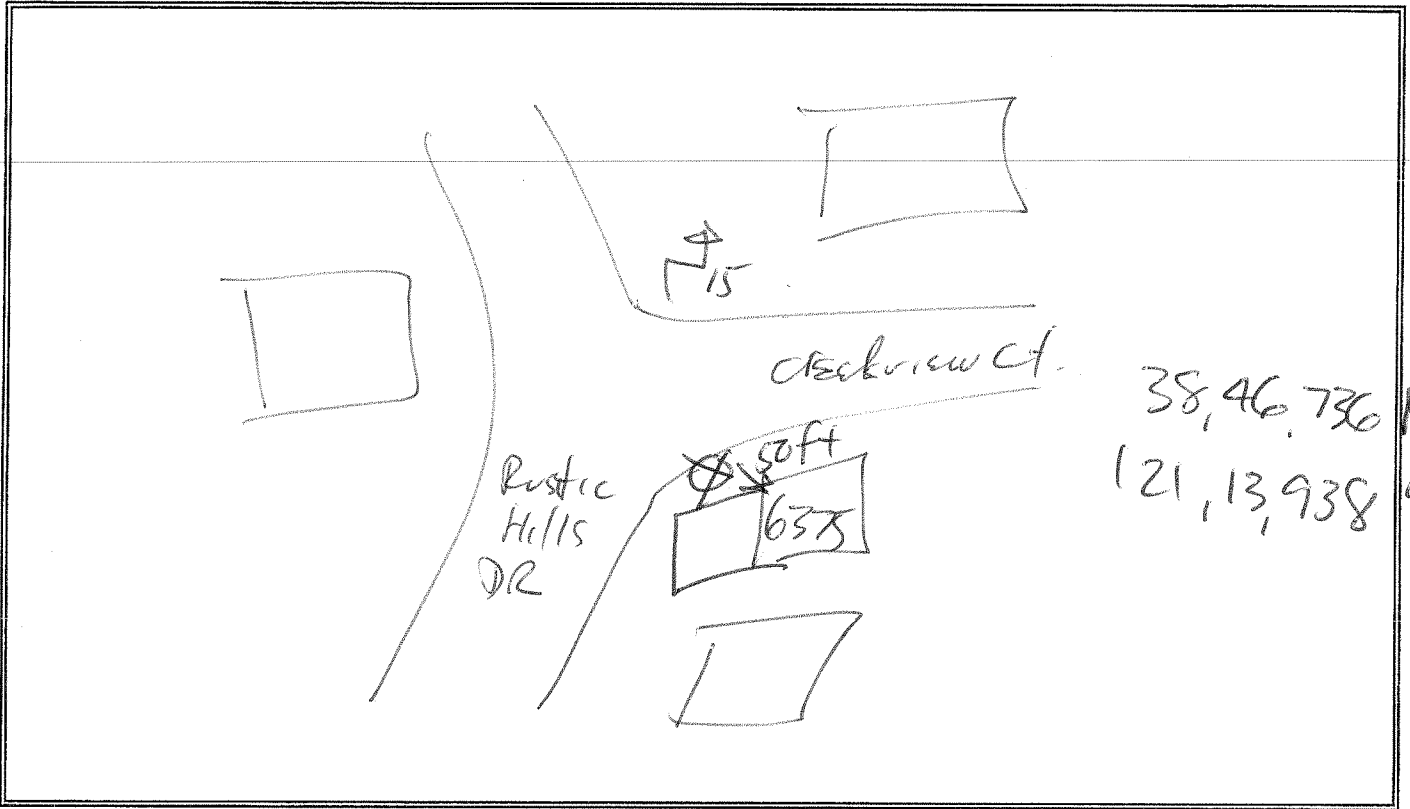 15
Creekview Ct.
38,46.736
121,13,938
50ft
Rustic
Hills
DR
6375